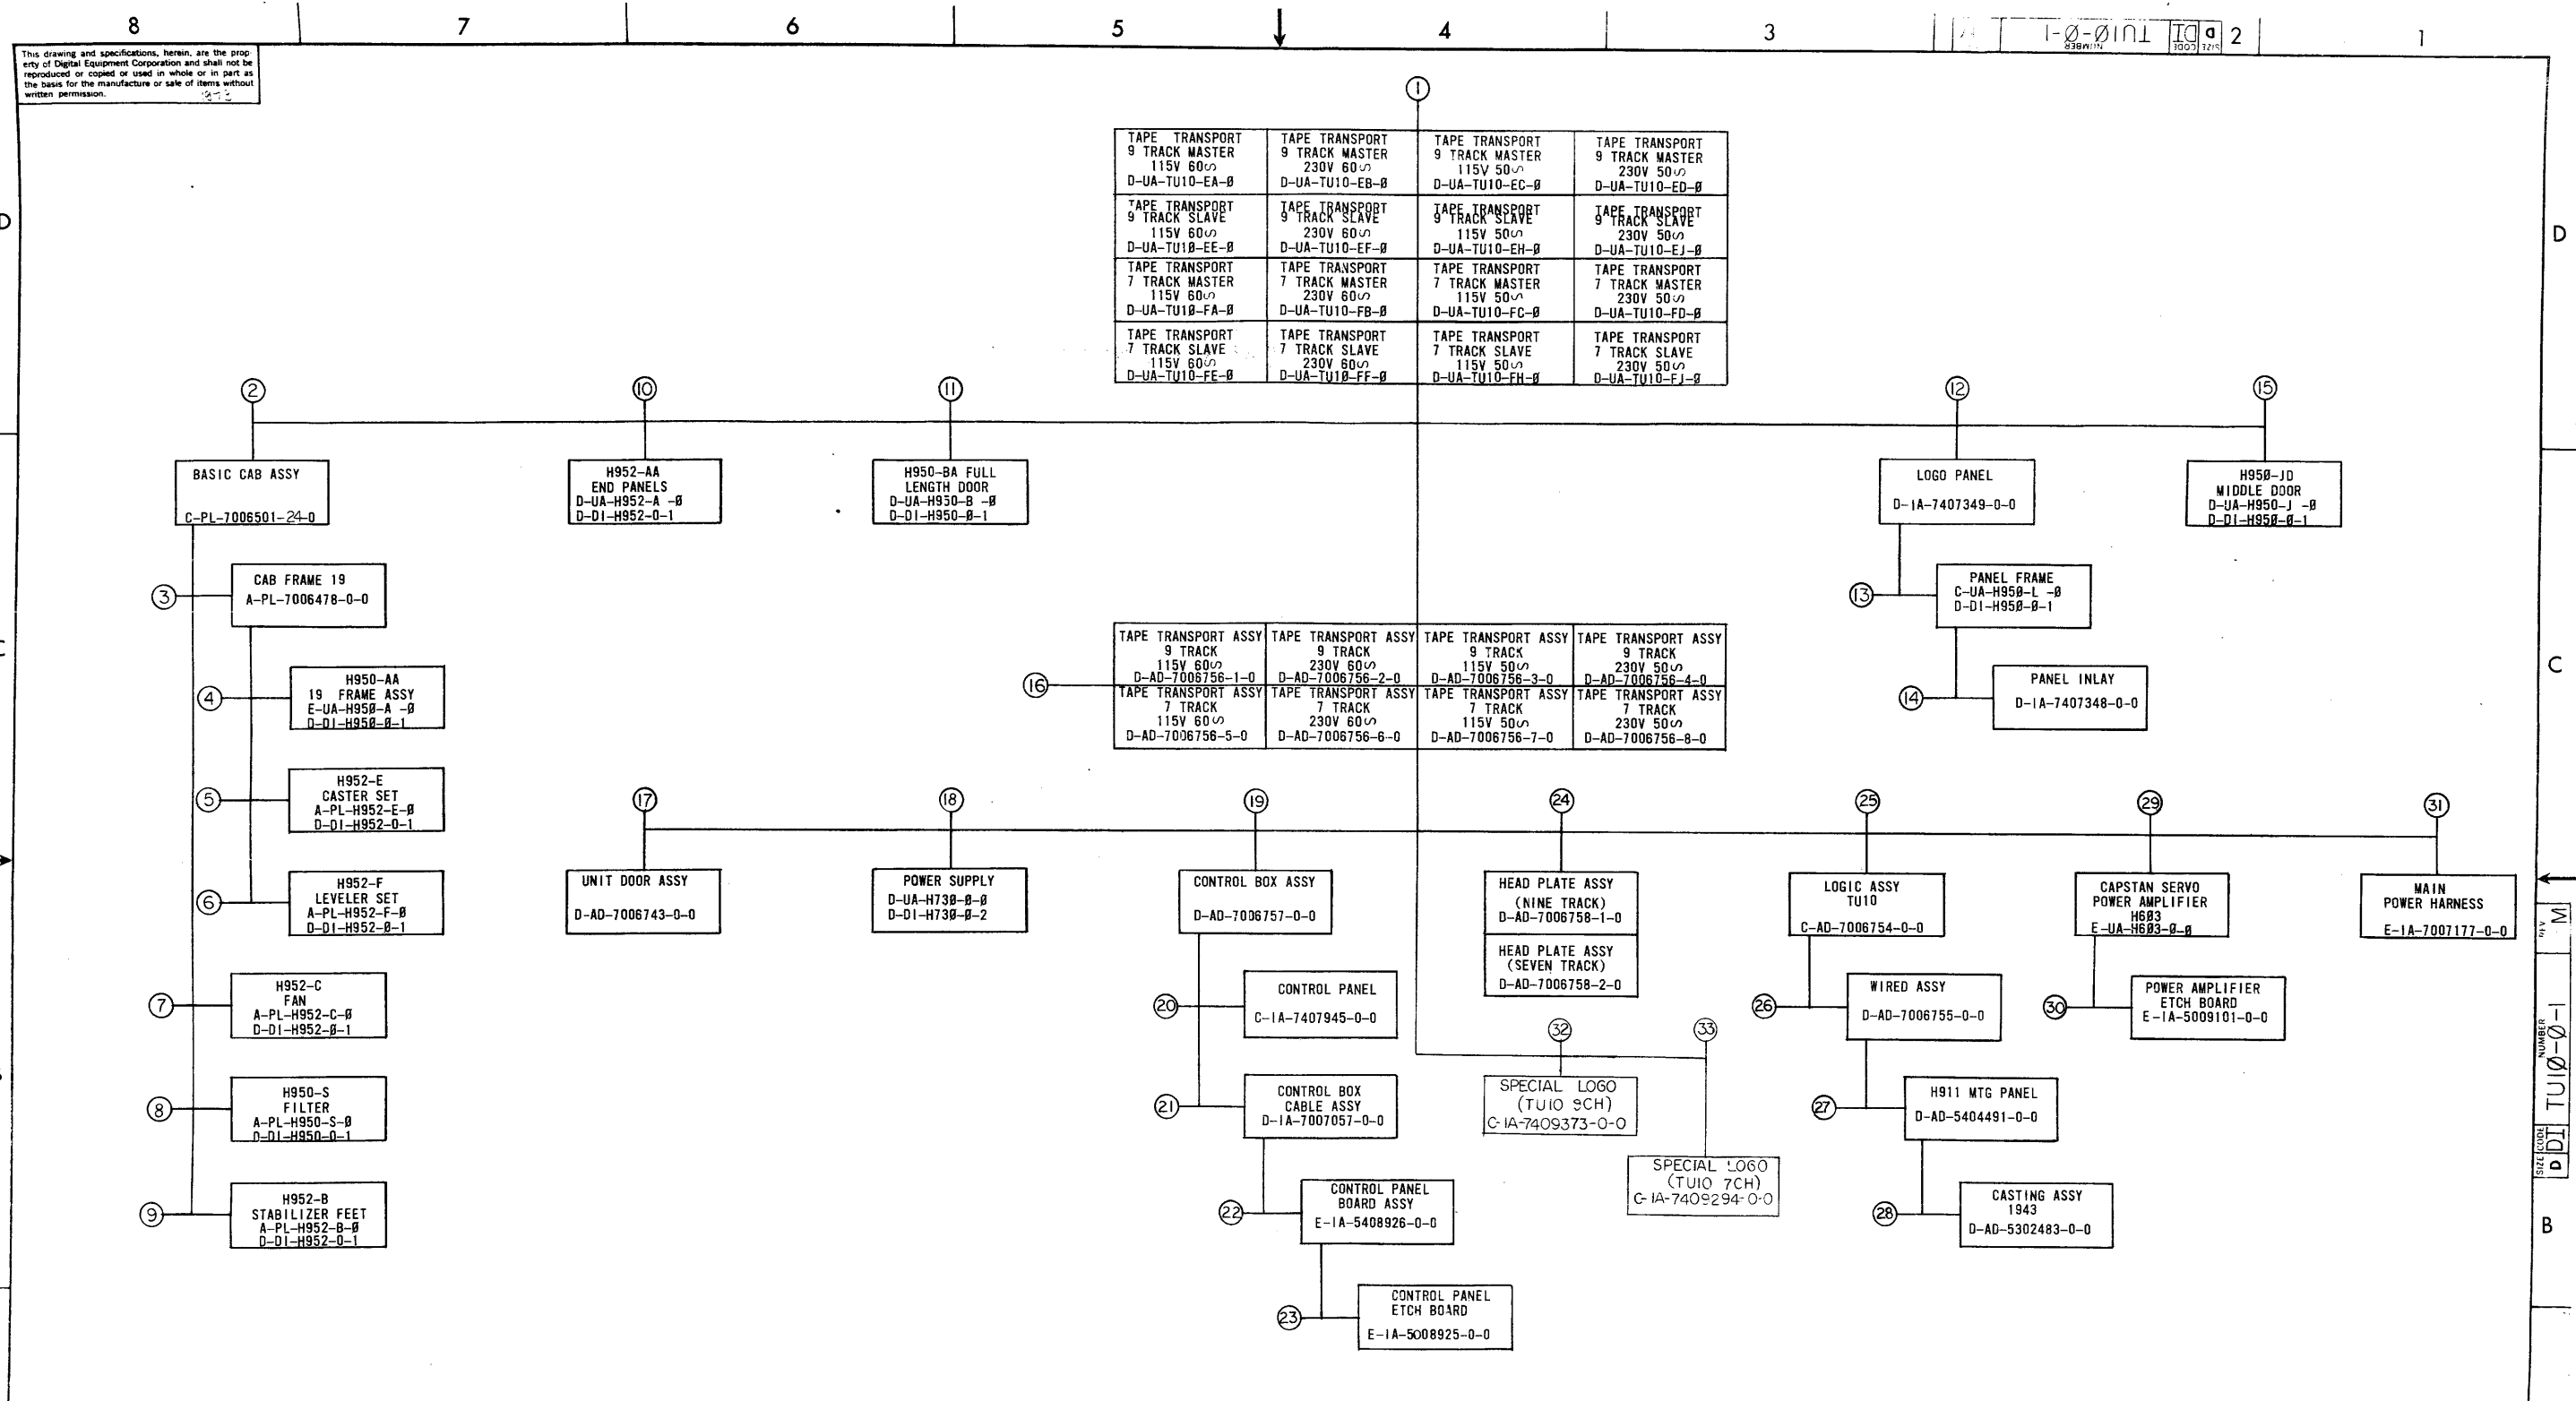 8 7 6 5 4 3 2 1
TU10-0-1
NUMBER
DI
CODE
D
SIZE
This drawing and specifications, herein, are the prop-
erty of Digital Equipment Corporation and shall not be
reproduced or copied or used in whole or in part as
the basis for the manufacture or sale of items without
written permission.
1
TAPE TRANSPORT
9 TRACK MASTER
115V 60∽
D-UA-TU10-EA-Ø
TAPE TRANSPORT
9 TRACK MASTER
230V 60∽
D-UA-TU10-EB-Ø
TAPE TRANSPORT
9 TRACK MASTER
115V 50∽
D-UA-TU10-EC-Ø
TAPE TRANSPORT
9 TRACK MASTER
230V 50∽
D-UA-TU10-ED-Ø
TAPE TRANSPORT
9 TRACK SLAVE
115V 60∽
D-UA-TU10-EE-Ø
TAPE TRANSPORT
9 TRACK SLAVE
230V 60∽
D-UA-TU10-EF-Ø
TAPE TRANSPORT
9 TRACK SLAVE
115V 50∽
D-UA-TU10-EH-Ø
TAPE TRANSPORT
9 TRACK SLAVE
230V 50∽
D-UA-TU10-EJ-Ø
TAPE TRANSPORT
7 TRACK MASTER
115V 60∽
D-UA-TU1Ø-FA-Ø
TAPE TRANSPORT
7 TRACK MASTER
230V 60∽
D-UA-TU10-FB-Ø
TAPE TRANSPORT
7 TRACK MASTER
115V 50∽
D-UA-TU10-FC-Ø
TAPE TRANSPORT
7 TRACK MASTER
230V 50∽
D-UA-TU10-FD-Ø
TAPE TRANSPORT
7 TRACK SLAVE
115V 60∽
D-UA-TU10-FE-Ø
TAPE TRANSPORT
7 TRACK SLAVE
230V 60∽
D-UA-TU1Ø-FF-Ø
TAPE TRANSPORT
7 TRACK SLAVE
115V 50∽
D-UA-TU10-FH-Ø
TAPE TRANSPORT
7 TRACK SLAVE
230V 50∽
D-UA-TU10-FJ-Ø
D
D
2
BASIC CAB ASSY
C-PL-7006501-24-0
10
H952-AA
END PANELS
D-UA-H952-A -Ø
D-DI-H952-0-1
11
H950-BA FULL
LENGTH DOOR
D-UA-H950-B -Ø
D-DI-H950-Ø-1
12
LOGO PANEL
D-IA-7407349-0-0
15
H95Ø-JD
MIDDLE DOOR
D-UA-H950-J -Ø
D-DI-H95Ø-Ø-1
3
CAB FRAME 19
A-PL-7006478-0-0
13
PANEL FRAME
C-UA-H95Ø-L -Ø
D-DI-H95Ø-Ø-1
14
PANEL INLAY
D-IA-7407348-0-0
4
H950-AA
19 FRAME ASSY
E-UA-H95Ø-A -Ø
D-DI-H95Ø-Ø-1
C
C
16
TAPE TRANSPORT ASSY
9 TRACK
115V 60∽
D-AD-7006756-1-0
TAPE TRANSPORT ASSY
9 TRACK
230V 60∽
D-AD-7006756-2-0
TAPE TRANSPORT ASSY
9 TRACK
115V 50∽
D-AD-7006756-3-0
TAPE TRANSPORT ASSY
9 TRACK
230V 50∽
D-AD-7006756-4-0
TAPE TRANSPORT ASSY
7 TRACK
115V 60∽
D-AD-7006756-5-0
TAPE TRANSPORT ASSY
7 TRACK
230V 60∽
D-AD-7006756-6-0
TAPE TRANSPORT ASSY
7 TRACK
115V 50∽
D-AD-7006756-7-0
TAPE TRANSPORT ASSY
7 TRACK
230V 50∽
D-AD-7006756-8-0
5
H952-E
CASTER SET
A-PL-H952-E-Ø
D-DI-H952-0-1
6
H952-F
LEVELER SET
A-PL-H952-F-Ø
D-DI-H952-Ø-1
7
H952-C
FAN
A-PL-H952-C-Ø
D-DI-H952-Ø-1
8
H950-S
FILTER
A-PL-H950-S-Ø
D-DI-H950-0-1
9
H952-B
STABILIZER FEET
A-PL-H952-B-Ø
D-DI-H952-0-1
17
UNIT DOOR ASSY
D-AD-7006743-0-0
18
POWER SUPPLY
D-UA-H730-Ø-Ø
D-DI-H73Ø-Ø-2
19
CONTROL BOX ASSY
D-AD-7006757-0-0
20
CONTROL PANEL
C-IA-7407945-0-0
21
CONTROL BOX
CABLE ASSY
D-IA-7007057-0-0
22
CONTROL PANEL
BOARD ASSY
E-IA-5408926-0-0
23
CONTROL PANEL
ETCH BOARD
E-IA-5008925-0-0
24
HEAD PLATE ASSY
(NINE TRACK)
D-AD-7006758-1-0
HEAD PLATE ASSY
(SEVEN TRACK)
D-AD-7006758-2-0
32
SPECIAL LOGO
(TU10 9CH)
C-IA-7409373-0-0
33
SPECIAL LOGO
(TU10 7CH)
C-IA-7409294-0-0
25
LOGIC ASSY
TU10
C-AD-7006754-0-0
26
WIRED ASSY
D-AD-7006755-0-0
27
H911 MTG PANEL
D-AD-5404491-0-0
28
CASTING ASSY
1943
D-AD-5302483-0-0
29
CAPSTAN SERVO
POWER AMPLIFIER
H603
E-UA-H603-Ø-Ø
30
POWER AMPLIFIER
ETCH BOARD
E-IA-5009101-0-0
31
MAIN
POWER HARNESS
E-IA-7007177-0-0
REV
M
NUMBER
TU10-0-1
SIZE CODE
D DI
B